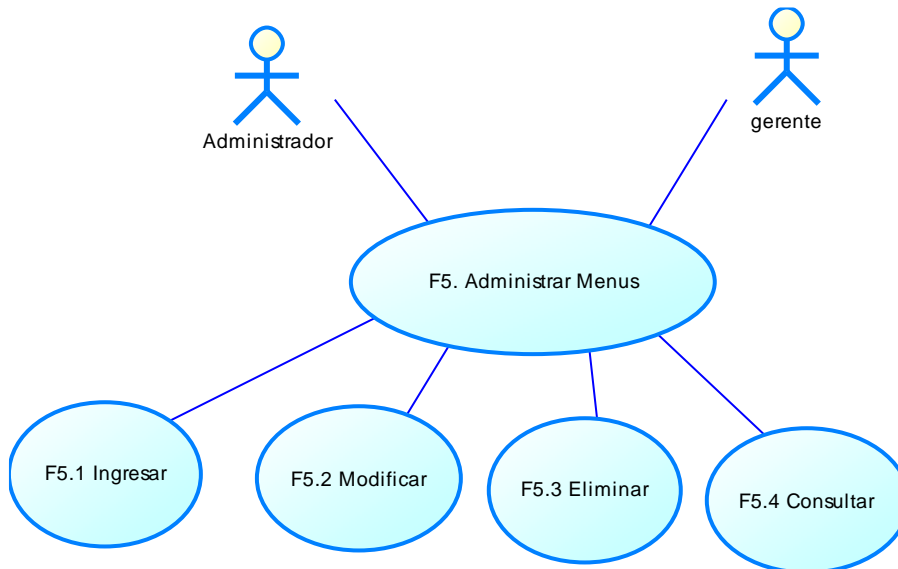 Administrador
gerente
F5. Administrar Menus
F5.1 Ingresar
F5.2 Modificar
F5.3 Eliminar
F5.4 Consultar